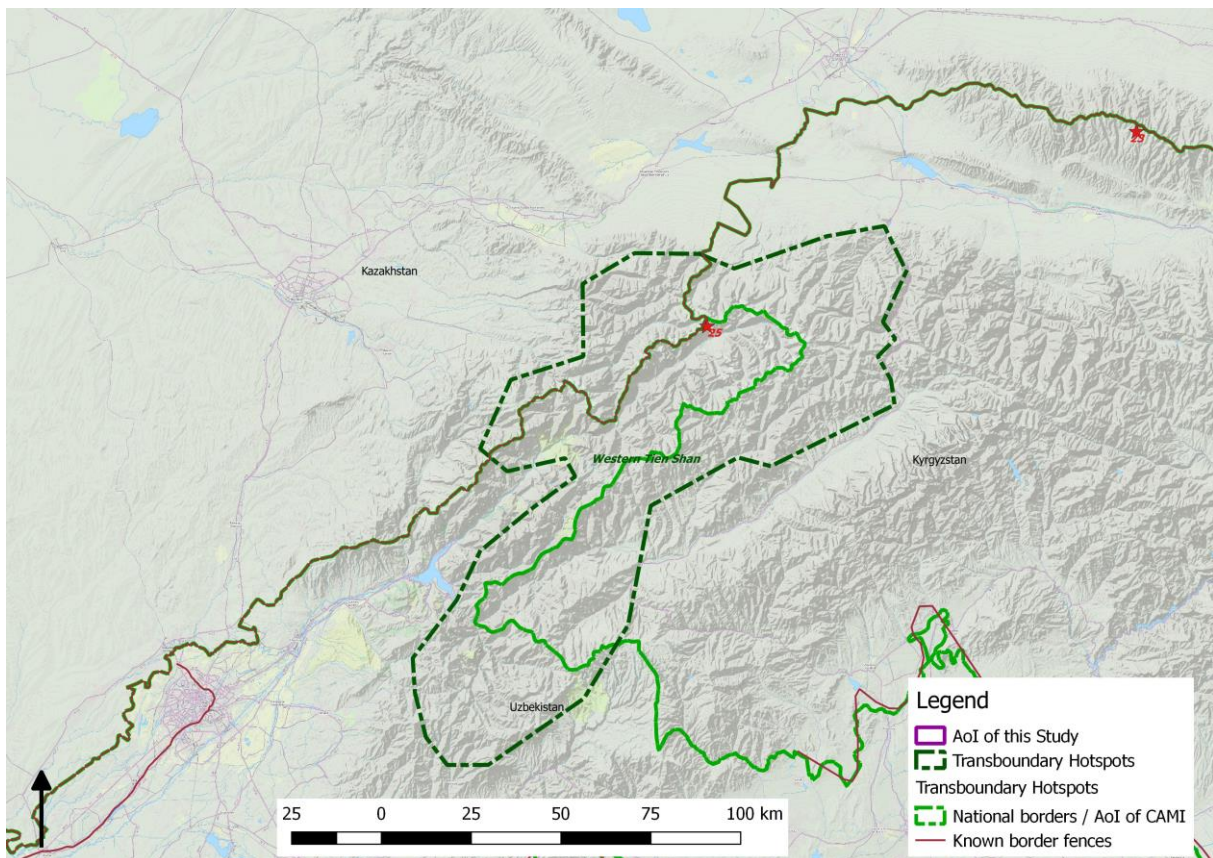 23
Kazakhstan
25
Western Tien Shan
Kyrgyzstan
Uzbekistan
Legend
AoI of this Study
Transboundary Hotspots
Transboundary Hotspots
National borders / AoI of CAMI
Known border fences
25 0 25 50 75 100 km